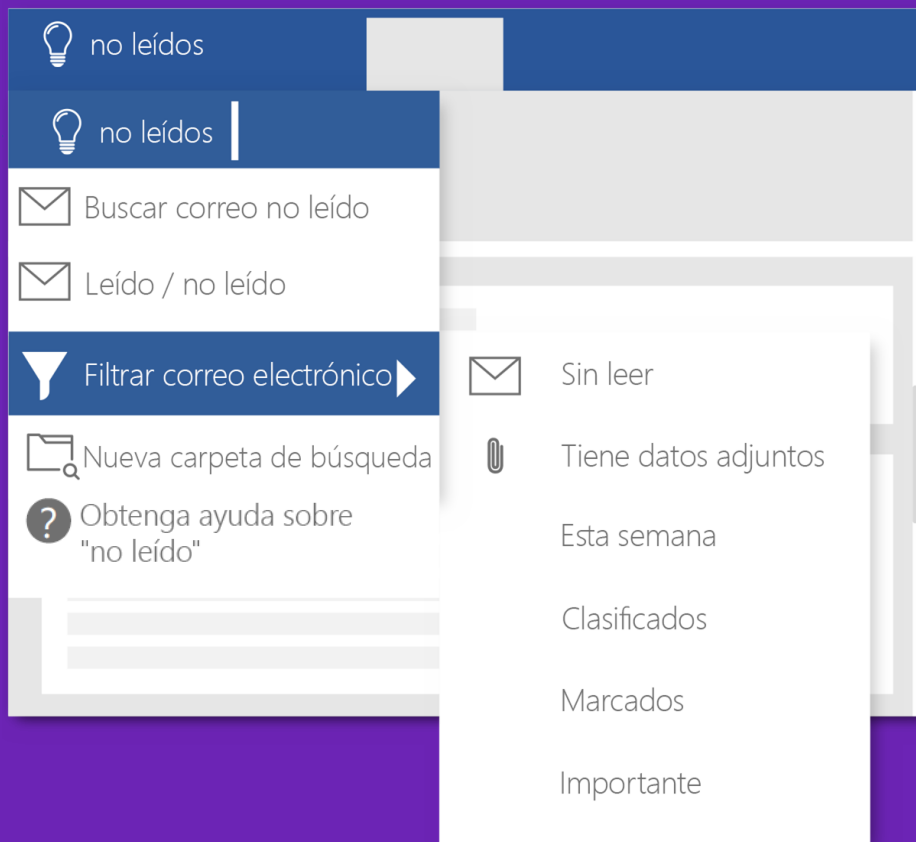 no leídos
no leídos
Buscar correo no leído
Leído / no leído
Filtrar correo electrónico
Nueva carpeta de búsqueda
Obtenga ayuda sobre
"no leído"
Sin leer
Tiene datos adjuntos
Esta semana
Clasificados
Marcados
Importante